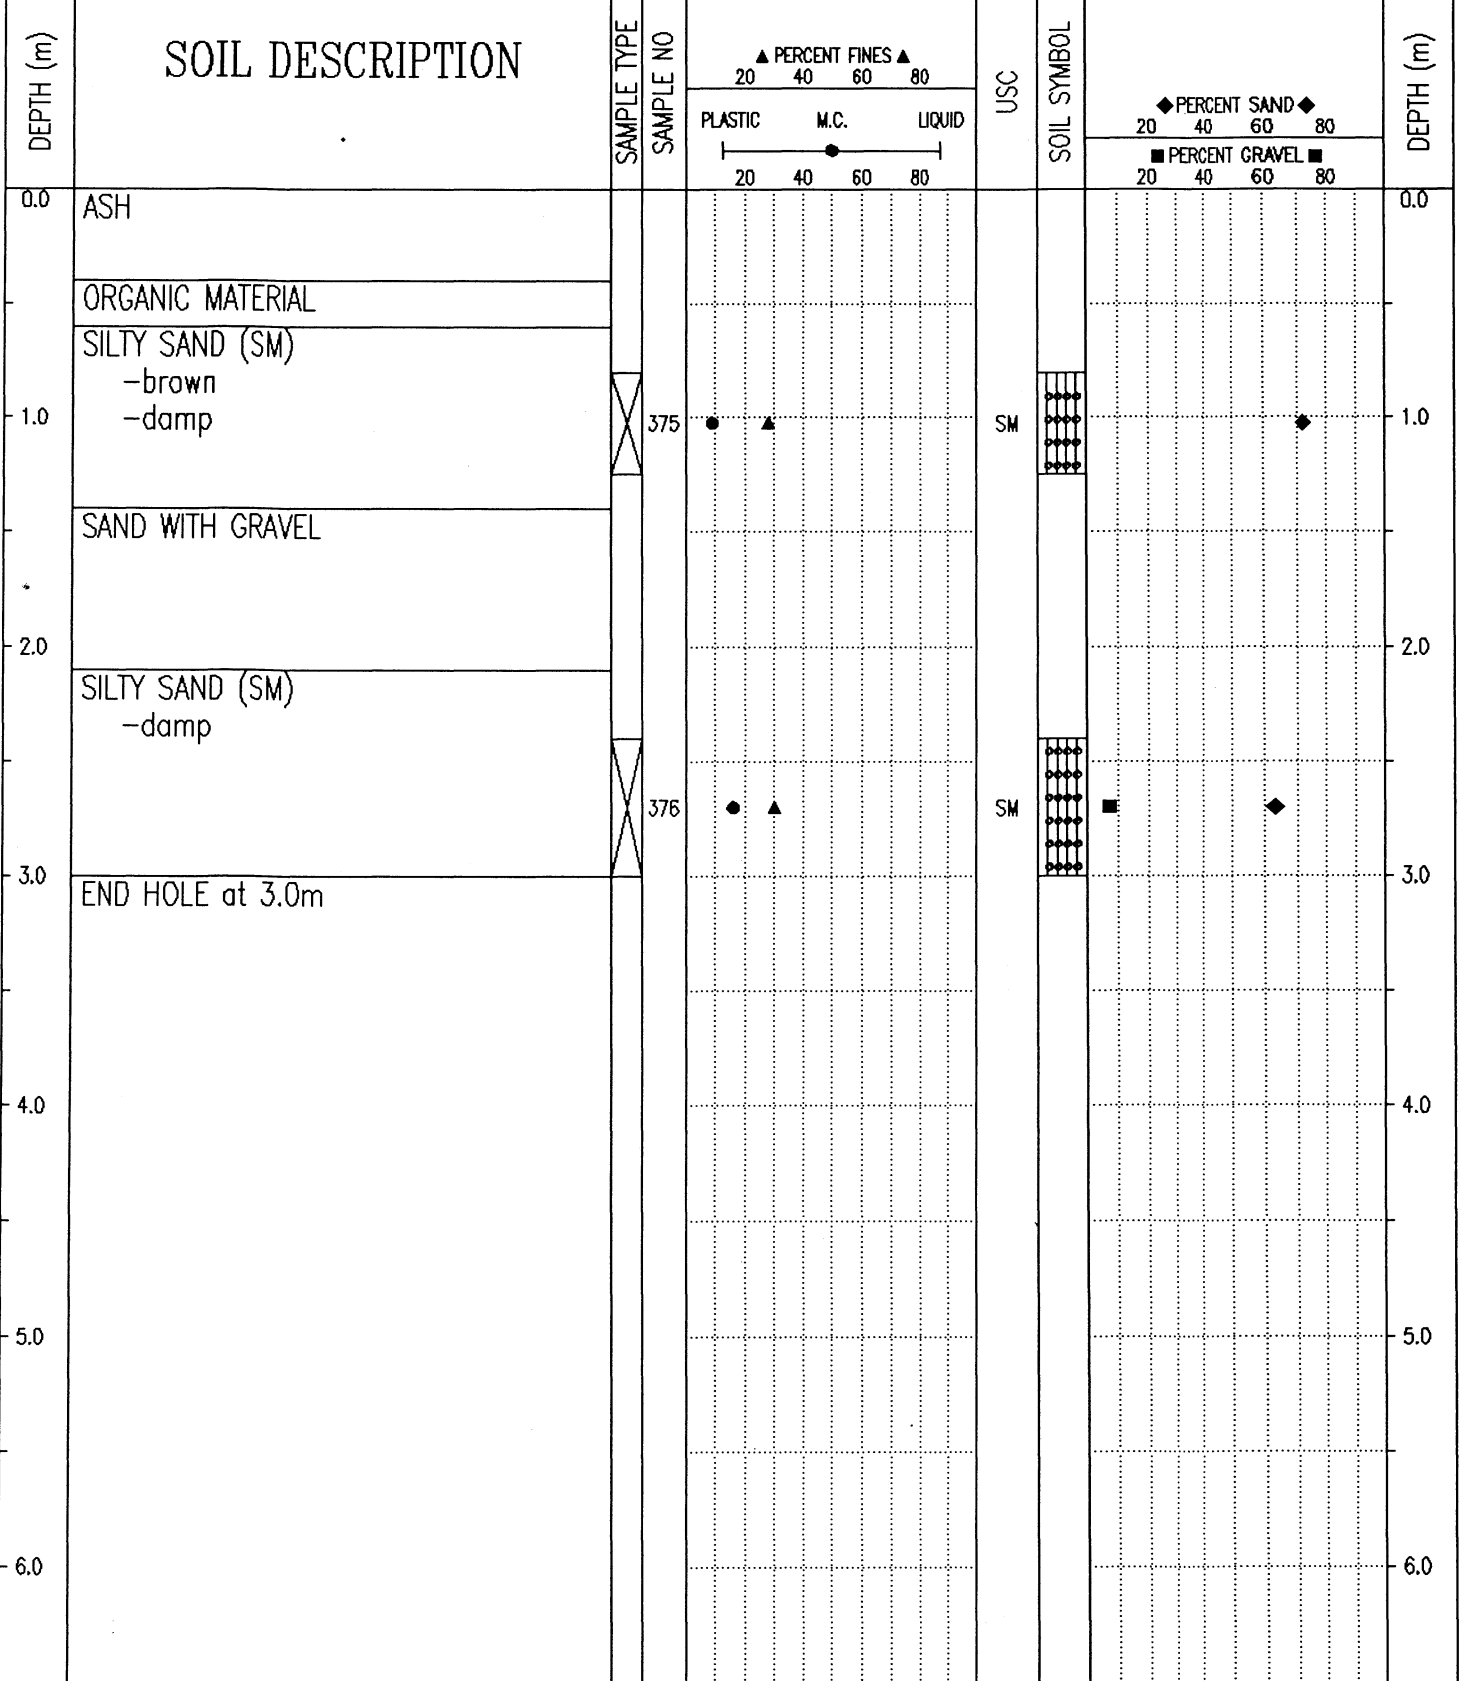 DEPTH (m)
SOIL DESCRIPTION
SAMPLE TYPE
SAMPLE NO
▲ PERCENT FINES ▲
20 40 60 80
PLASTIC M.C. LIQUID
20 40 60 80
USC
SOIL SYMBOL
◆ PERCENT SAND ◆
20 40 60 80
■ PERCENT GRAVEL ■
20 40 60 80
DEPTH (m)
0.0 ASH 0.0
ORGANIC MATERIAL
SILTY SAND (SM)
-brown
1.0 -damp 375 SM 1.0
SAND WITH GRAVEL
2.0 2.0
SILTY SAND (SM)
-damp
376 SM
3.0 3.0
END HOLE at 3.0m
4.0 4.0
5.0 5.0
6.0 6.0